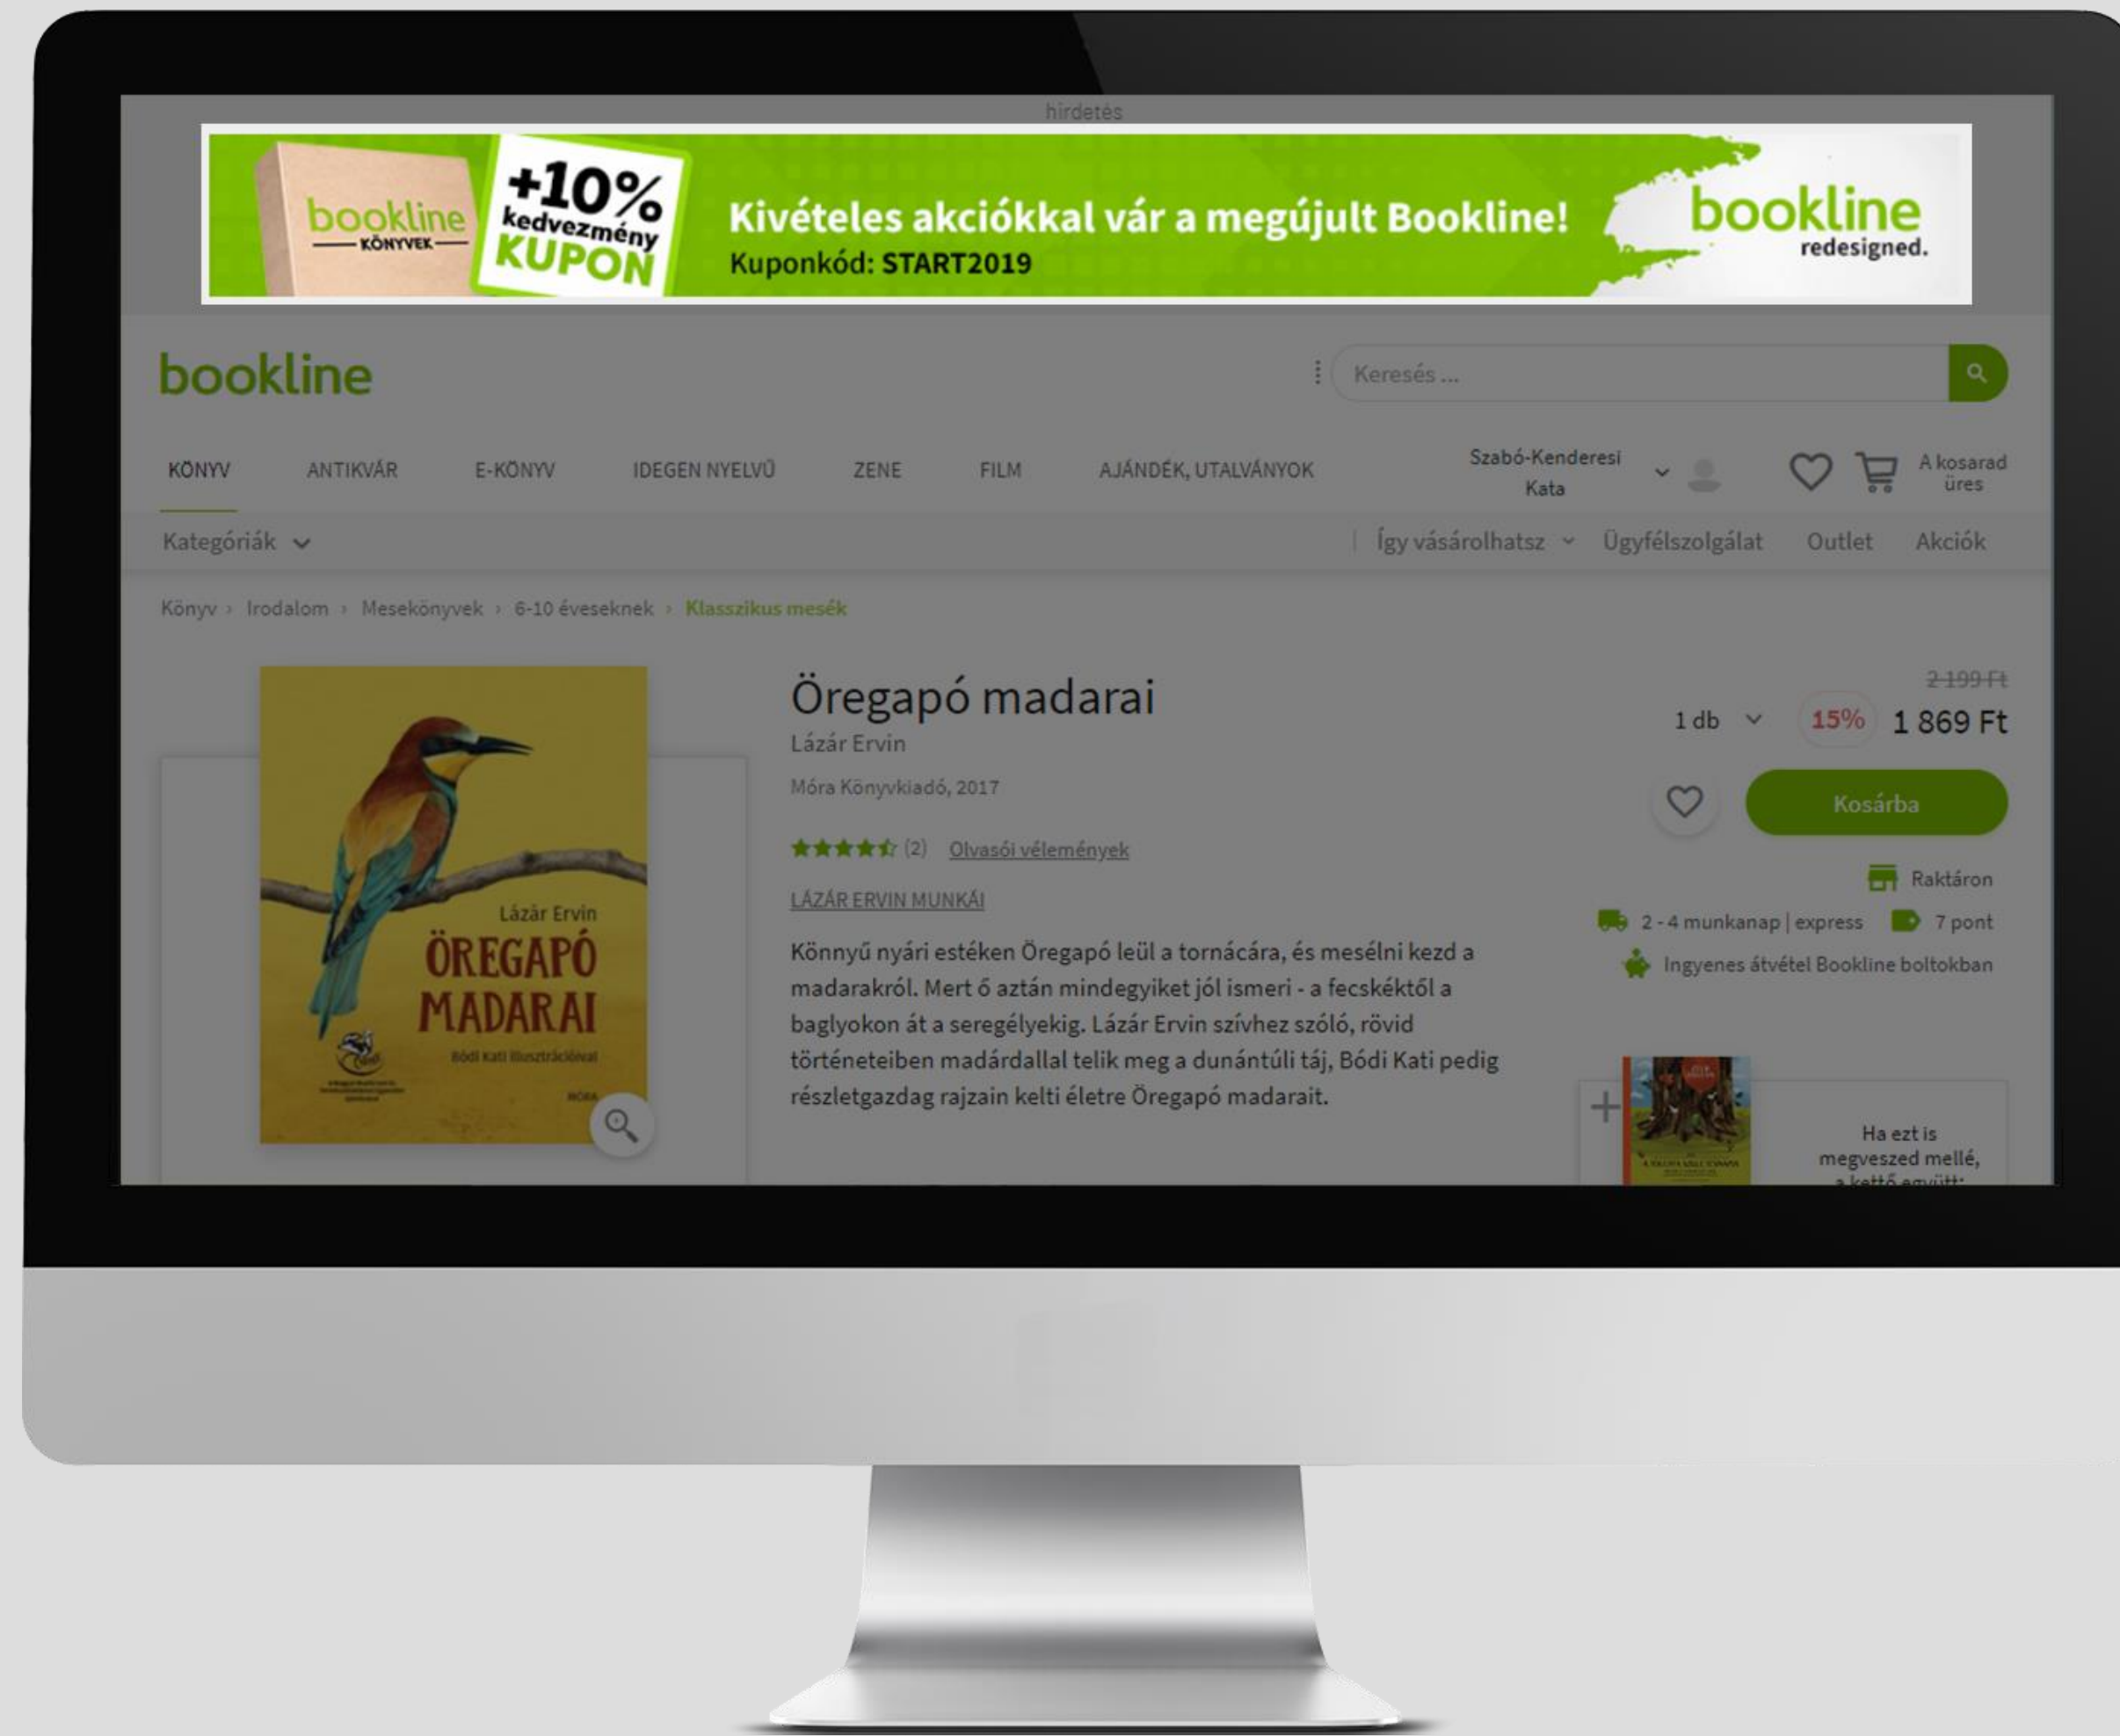 hirdetés
bookline
KÖNYVEK
+10%
kedvezmény
KUPON
Kivételes akciókkal vár a megújult Bookline!
Kuponkód: START2019
bookline
redesigned.
bookline
Keresés ...
KÖNYV ANTIKVÁR E-KÖNYV IDEGEN NYELVŰ ZENE FILM AJÁNDÉK, UTALVÁNYOK
Szabó-Kenderesi
Kata
A kosarad
üres
Kategóriák
Így vásárolhatsz Ügyfélszolgálat Outlet Akciók
Könyv › Irodalom › Mesekönyvek › 6-10 éveseknek › Klasszikus mesék
Lázár Ervin
ÖREGAPÓ
MADARAI
Bódi Kati illusztrációival
MÓRA
Öregapó madarai
Lázár Ervin
Móra Könyvkiadó, 2017
(2) Olvasói vélemények
LÁZÁR ERVIN MUNKÁI
Könnyű nyári estéken Öregapó leül a tornácára, és mesélni kezd a
madarakról. Mert ő aztán mindegyiket jól ismeri - a fecskéktől a
baglyokon át a seregélyekig. Lázár Ervin szívhez szóló, rövid
történeteiben madárdallal telik meg a dunántúli táj, Bódi Kati pedig
részletgazdag rajzain kelti életre Öregapó madarait.
2 199 Ft
1 db 15% 1 869 Ft
Kosárba
Raktáron
2 - 4 munkanap | express 7 pont
Ingyenes átvétel Bookline boltokban
Ha ezt is
megveszed mellé,
a kettő együtt: